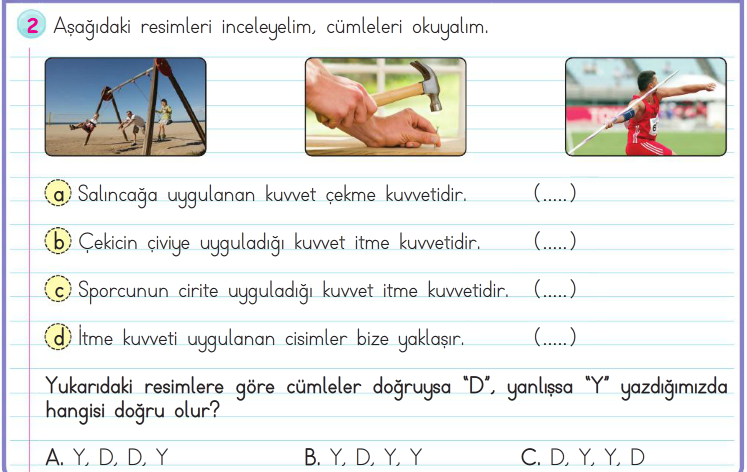 2 Aşağıdaki resimleri inceleyelim, cümleleri okuyalım.
a Salıncağa uygulanan kuvvet çekme kuvvetidir. (.....)
b Çekicin çiviye uyguladığı kuvvet itme kuvvetidir. (.....)
c Sporcunun cirite uyguladığı kuvvet itme kuvvetidir. (.....)
d İtme kuvveti uygulanan cisimler bize yaklaşır. (.....)
Yukarıdaki resimlere göre cümleler doğruysa “D”, yanlışsa “Y” yazdığımızda
hangisi doğru olur?
A. Y, D, D, Y B. Y, D, Y, Y C. D, Y, Y, D